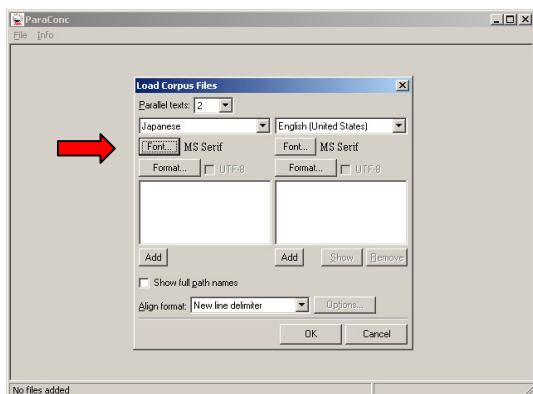 ParaConc
File Info
Load Corpus Files
Parallel texts: 2
Japanese English (United States)
Font... MS Serif Font... MS Serif
Format... UTF-8 Format... UTF-8
Add Add Show Remove
Show full path names
Align format: New line delimiter Options...
OK Cancel
No files added